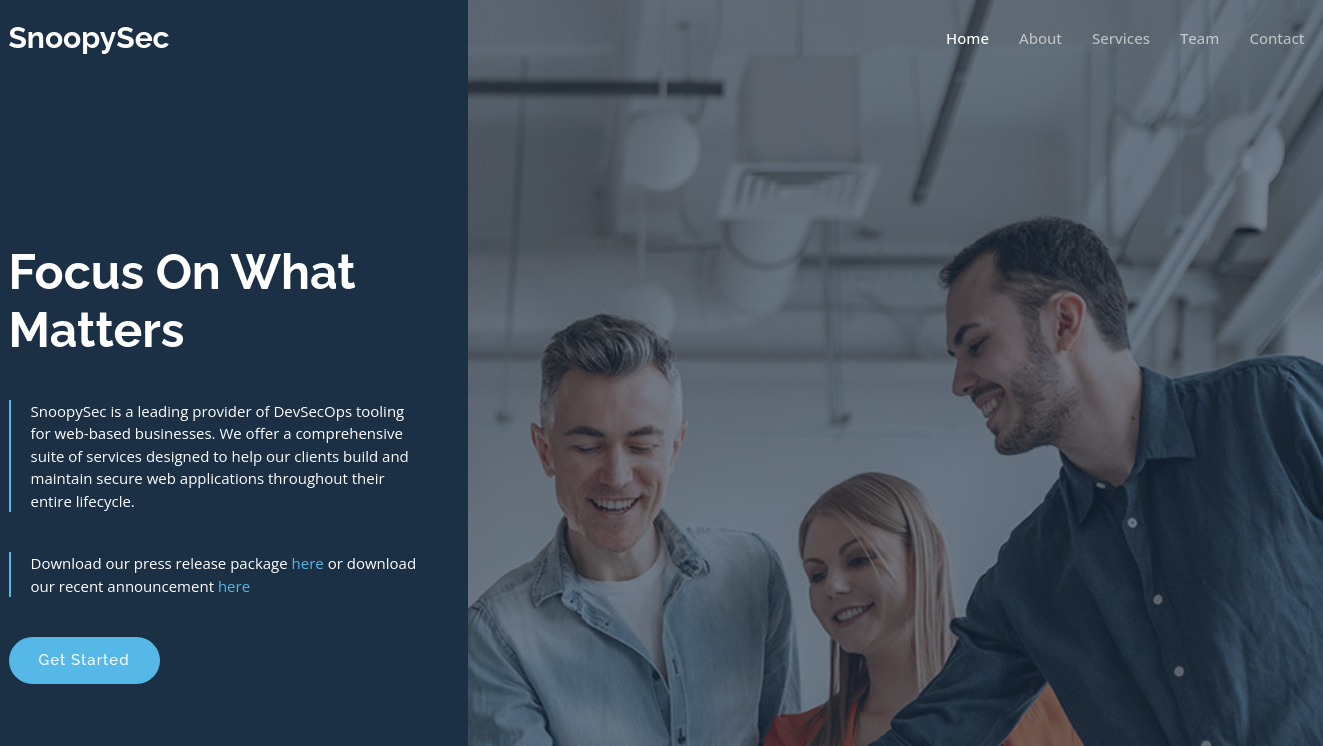 SnoopySec
Home About Services Team Contact
Focus On What
Matters
SnoopySec is a leading provider of DevSecOps tooling
for web-based businesses. We offer a comprehensive
suite of services designed to help our clients build and
maintain secure web applications throughout their
entire lifecycle.
Download our press release package here or download
our recent announcement here
Get Started